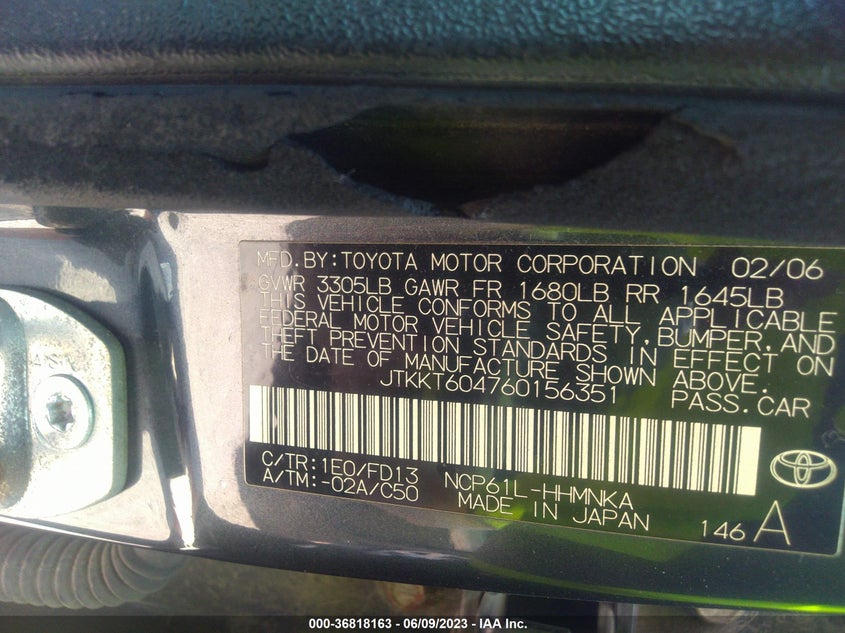 MFD.BY:TOYOTA MOTOR CORPORATION 02/06
GVWR 3305LB GAWR FR 1680LB RR 1645LB
THIS VEHICLE CONFORMS TO ALL APPLICABLE
FEDERAL MOTOR VEHICLE SAFETY,BUMPER,AND
THEFT PREVENTION STANDARDS IN EFFECT ON
THE DATE OF MANUFACTURE SHOWN ABOVE.
JTKKT604760156351 PASS.CAR
C/TR:1E0/FD13 NCP61L-HHMNKA
A/TM:-02A/C50 MADE IN JAPAN 146 A
000-36818163 - 06/09/2023 - IAA Inc.